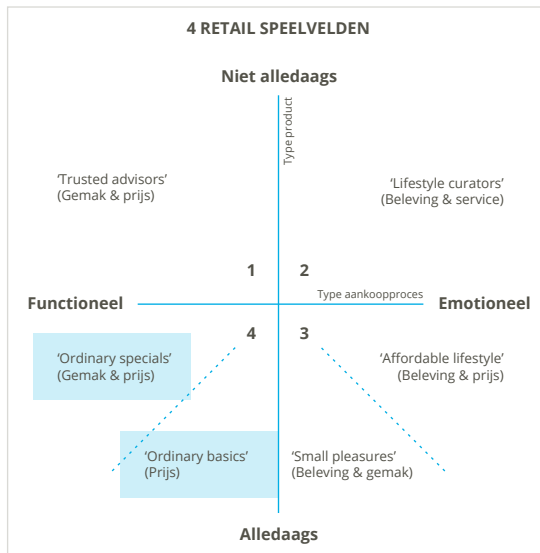 4 RETAIL SPEELVELDEN
Niet alledaags
Type product
‘Trusted advisors’
(Gemak & prijs)
‘Lifestyle curators’
(Beleving & service)
1
2
Functioneel
Type aankoopproces
Emotioneel
4
3
‘Ordinary specials’
(Gemak & prijs)
‘Affordable lifestyle’
(Beleving & prijs)
‘Ordinary basics’
(Prijs)
‘Small pleasures’
(Beleving & gemak)
Alledaags